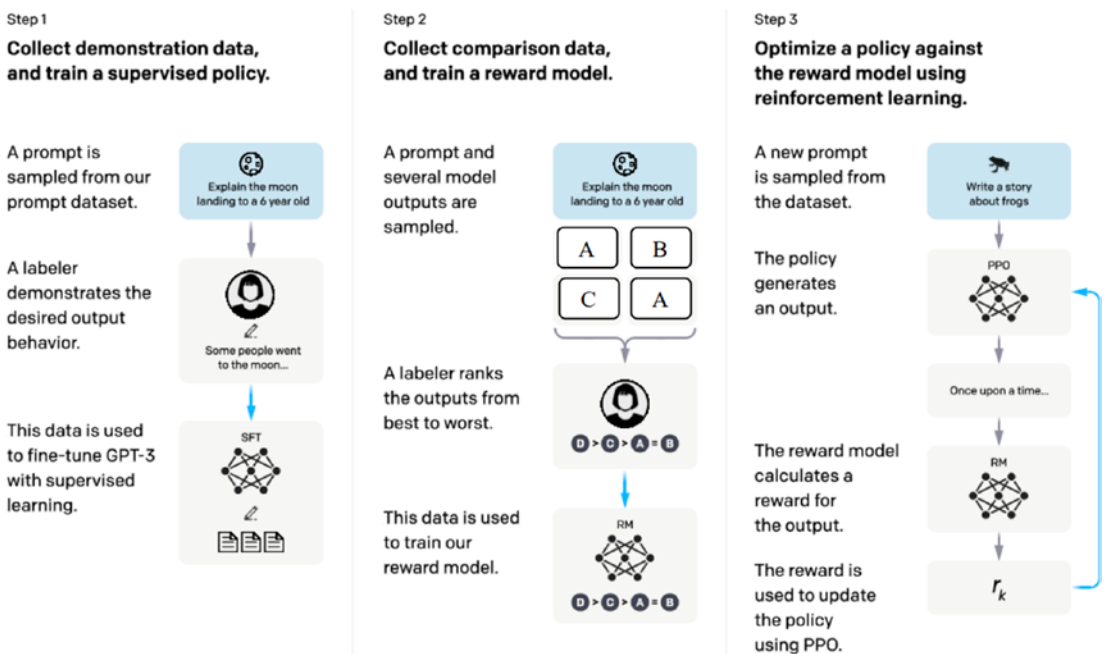 Step 1
Collect demonstration data,
and train a supervised policy.
A prompt is
sampled from our
prompt dataset.
Explain the moon
landing to a 6 year old
A labeler
demonstrates the
desired output
behavior.
Some people went
to the moon...
This data is used
to fine-tune GPT-3
with supervised
learning.
SFT
Step 2
Collect comparison data,
and train a reward model.
A prompt and
several model
outputs are
sampled.
Explain the moon
landing to a 6 year old
A B
C A
A labeler ranks
the outputs from
best to worst.
D > C > A = B
This data is used
to train our
reward model.
RM
D > C > A = B
Step 3
Optimize a policy against
the reward model using
reinforcement learning.
A new prompt
is sampled from
the dataset.
Write a story
about frogs
The policy
generates
an output.
PPO
Once upon a time...
The reward model
calculates a
reward for
the output.
RM
The reward is
used to update
the policy
using PPO.
rₖ